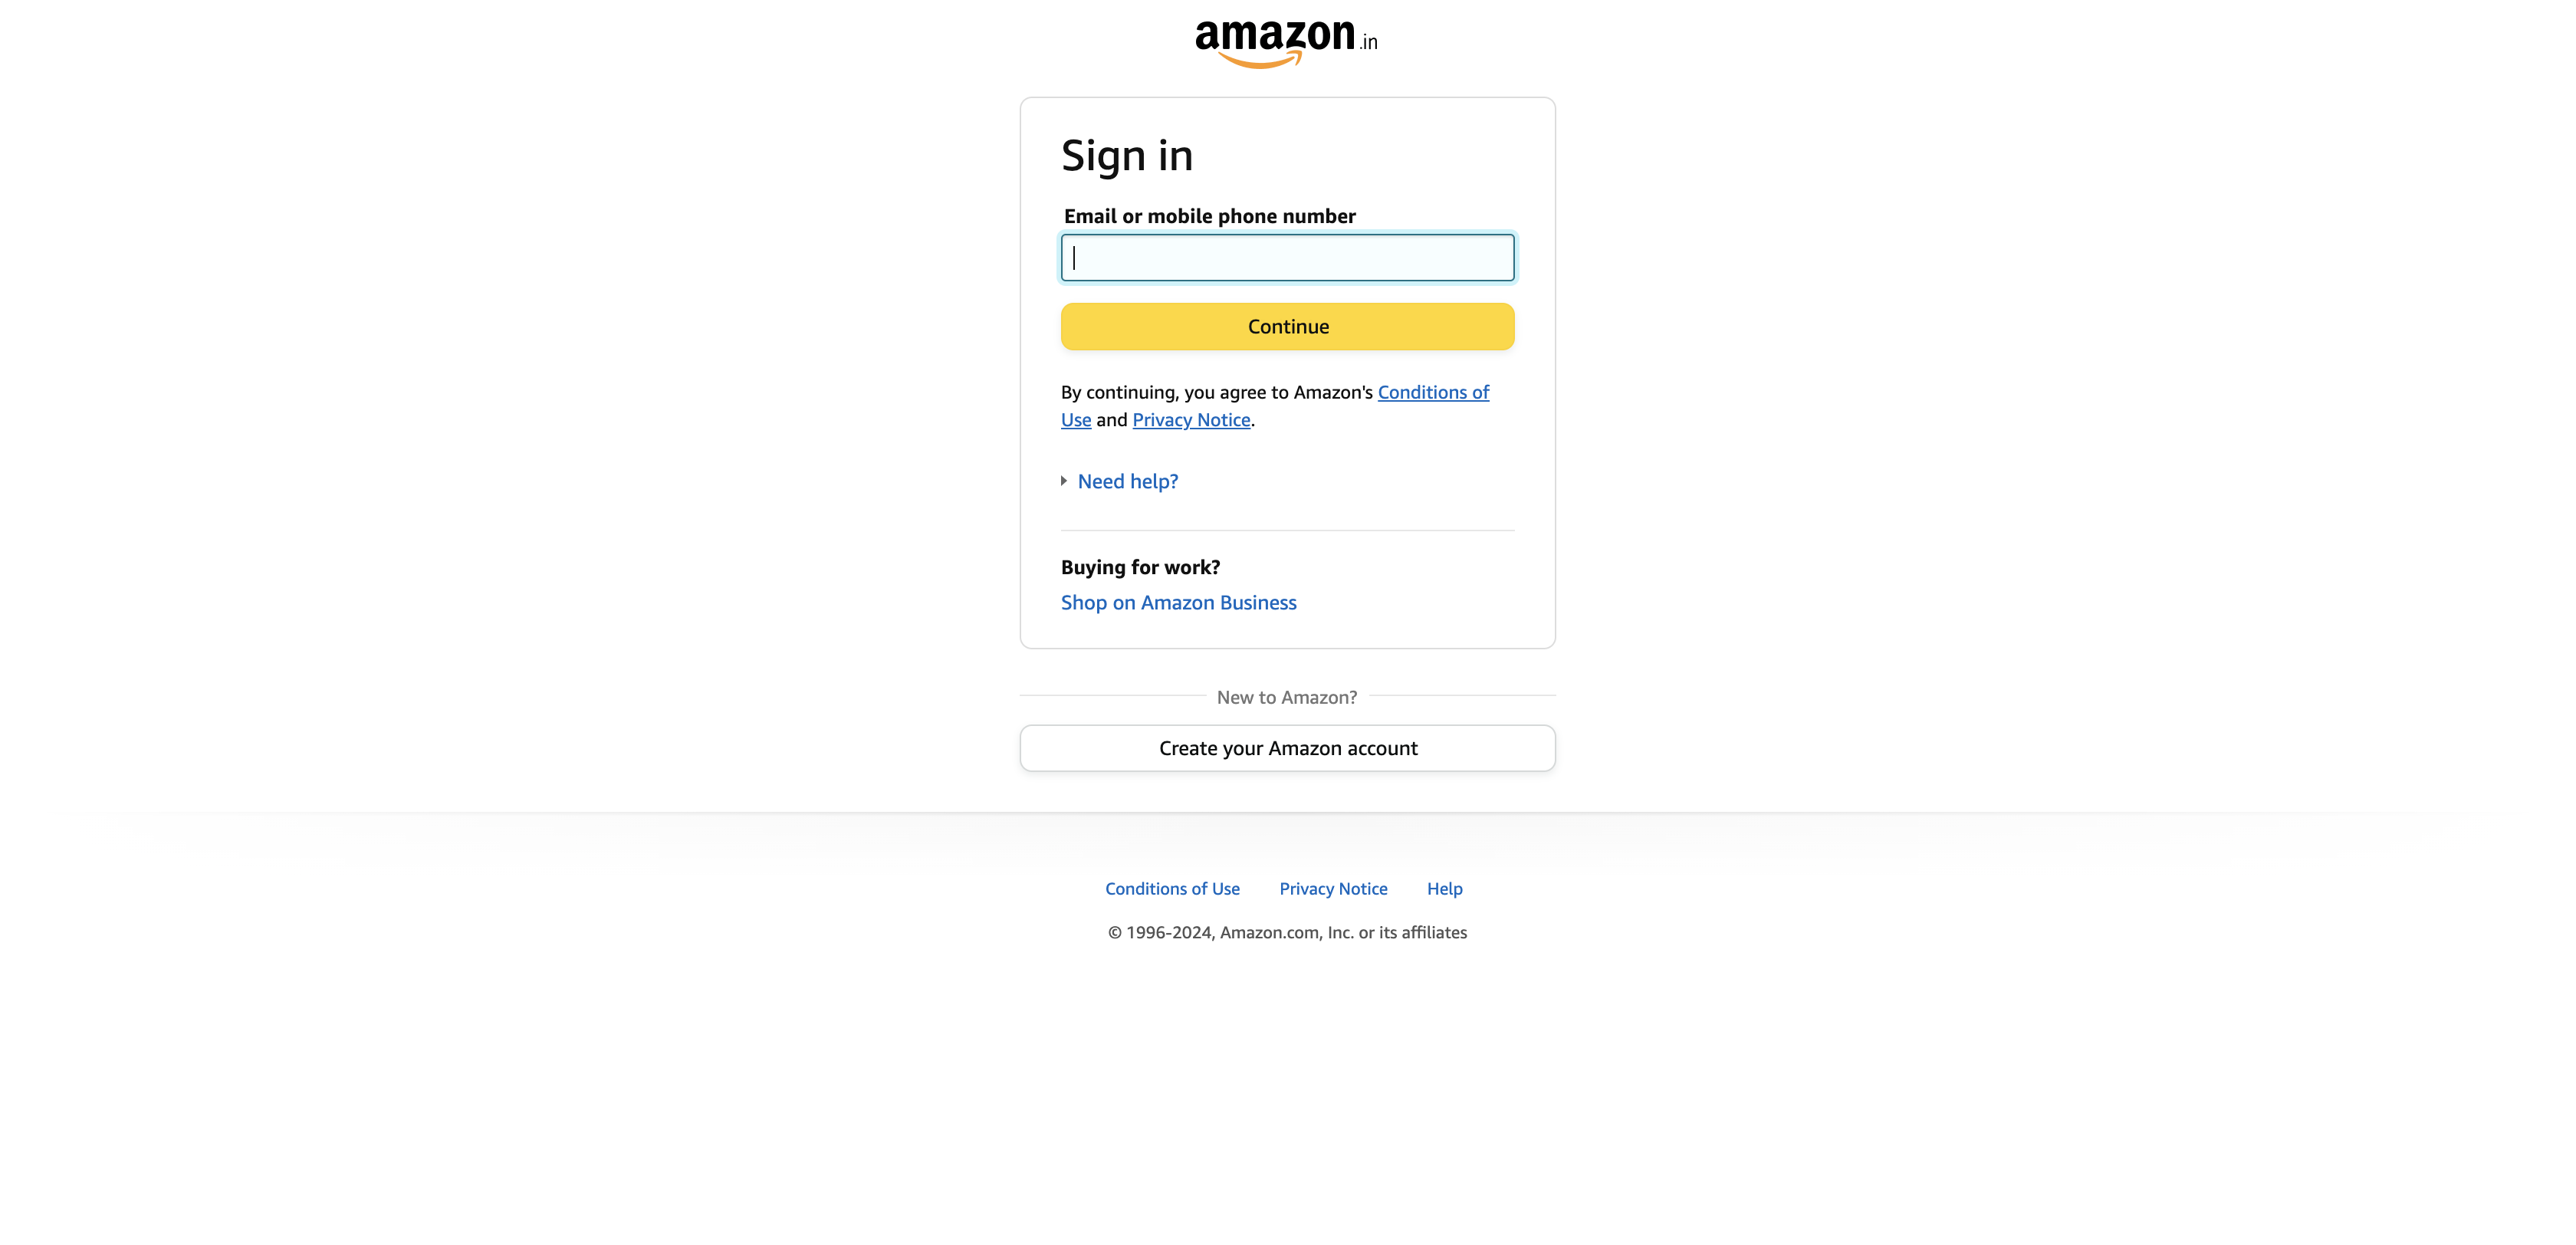 amazon.in
Sign in
Email or mobile phone number
Continue
By continuing, you agree to Amazon's Conditions of
Use and Privacy Notice.
Need help?
Buying for work?
Shop on Amazon Business
New to Amazon?
Create your Amazon account
Conditions of Use Privacy Notice Help
© 1996-2024, Amazon.com, Inc. or its affiliates